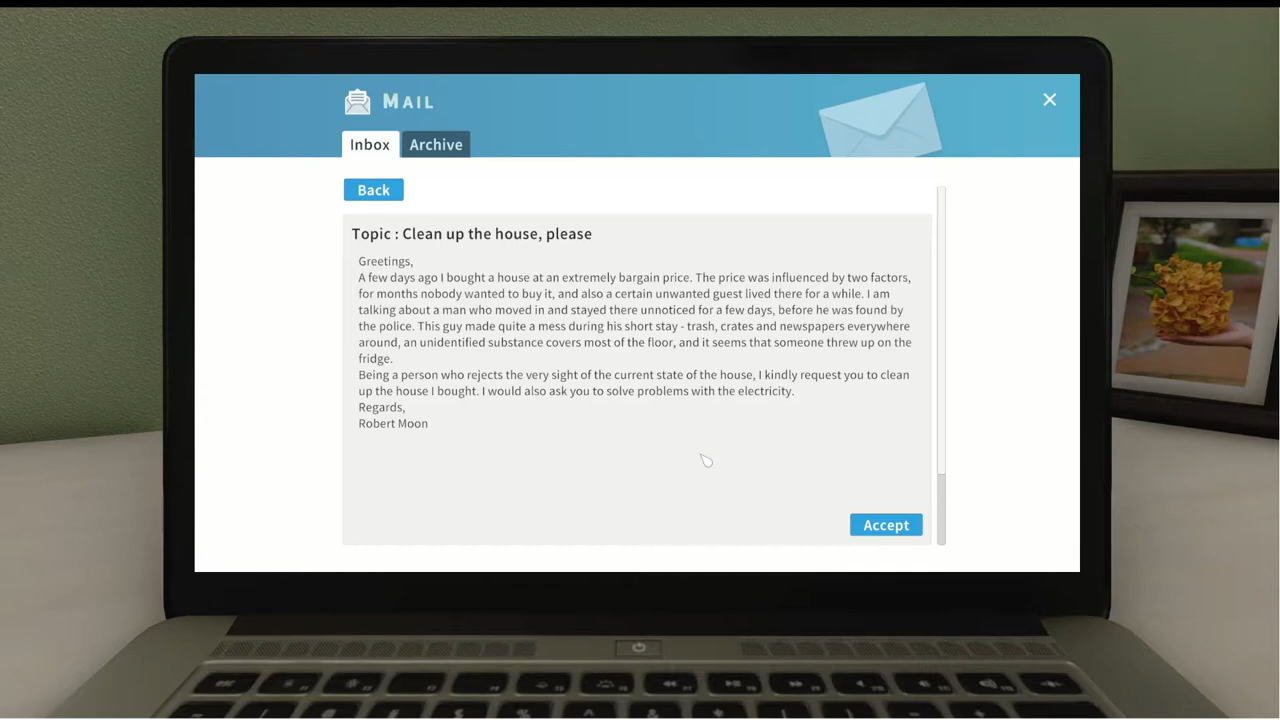 MAIL
Inbox
Archive
Back
Topic : Clean up the house, please
Greetings,
A few days ago I bought a house at an extremely bargain price. The price was influenced by two factors,
for months nobody wanted to buy it, and also a certain unwanted guest lived there for a while. I am
talking about a man who moved in and stayed there unnoticed for a few days, before he was found by
the police. This guy made quite a mess during his short stay - trash, crates and newspapers everywhere
around, an unidentified substance covers most of the floor, and it seems that someone threw up on the
fridge.
Being a person who rejects the very sight of the current state of the house, I kindly request you to clean
up the house I bought. I would also ask you to solve problems with the electricity.
Regards,
Robert Moon
Accept